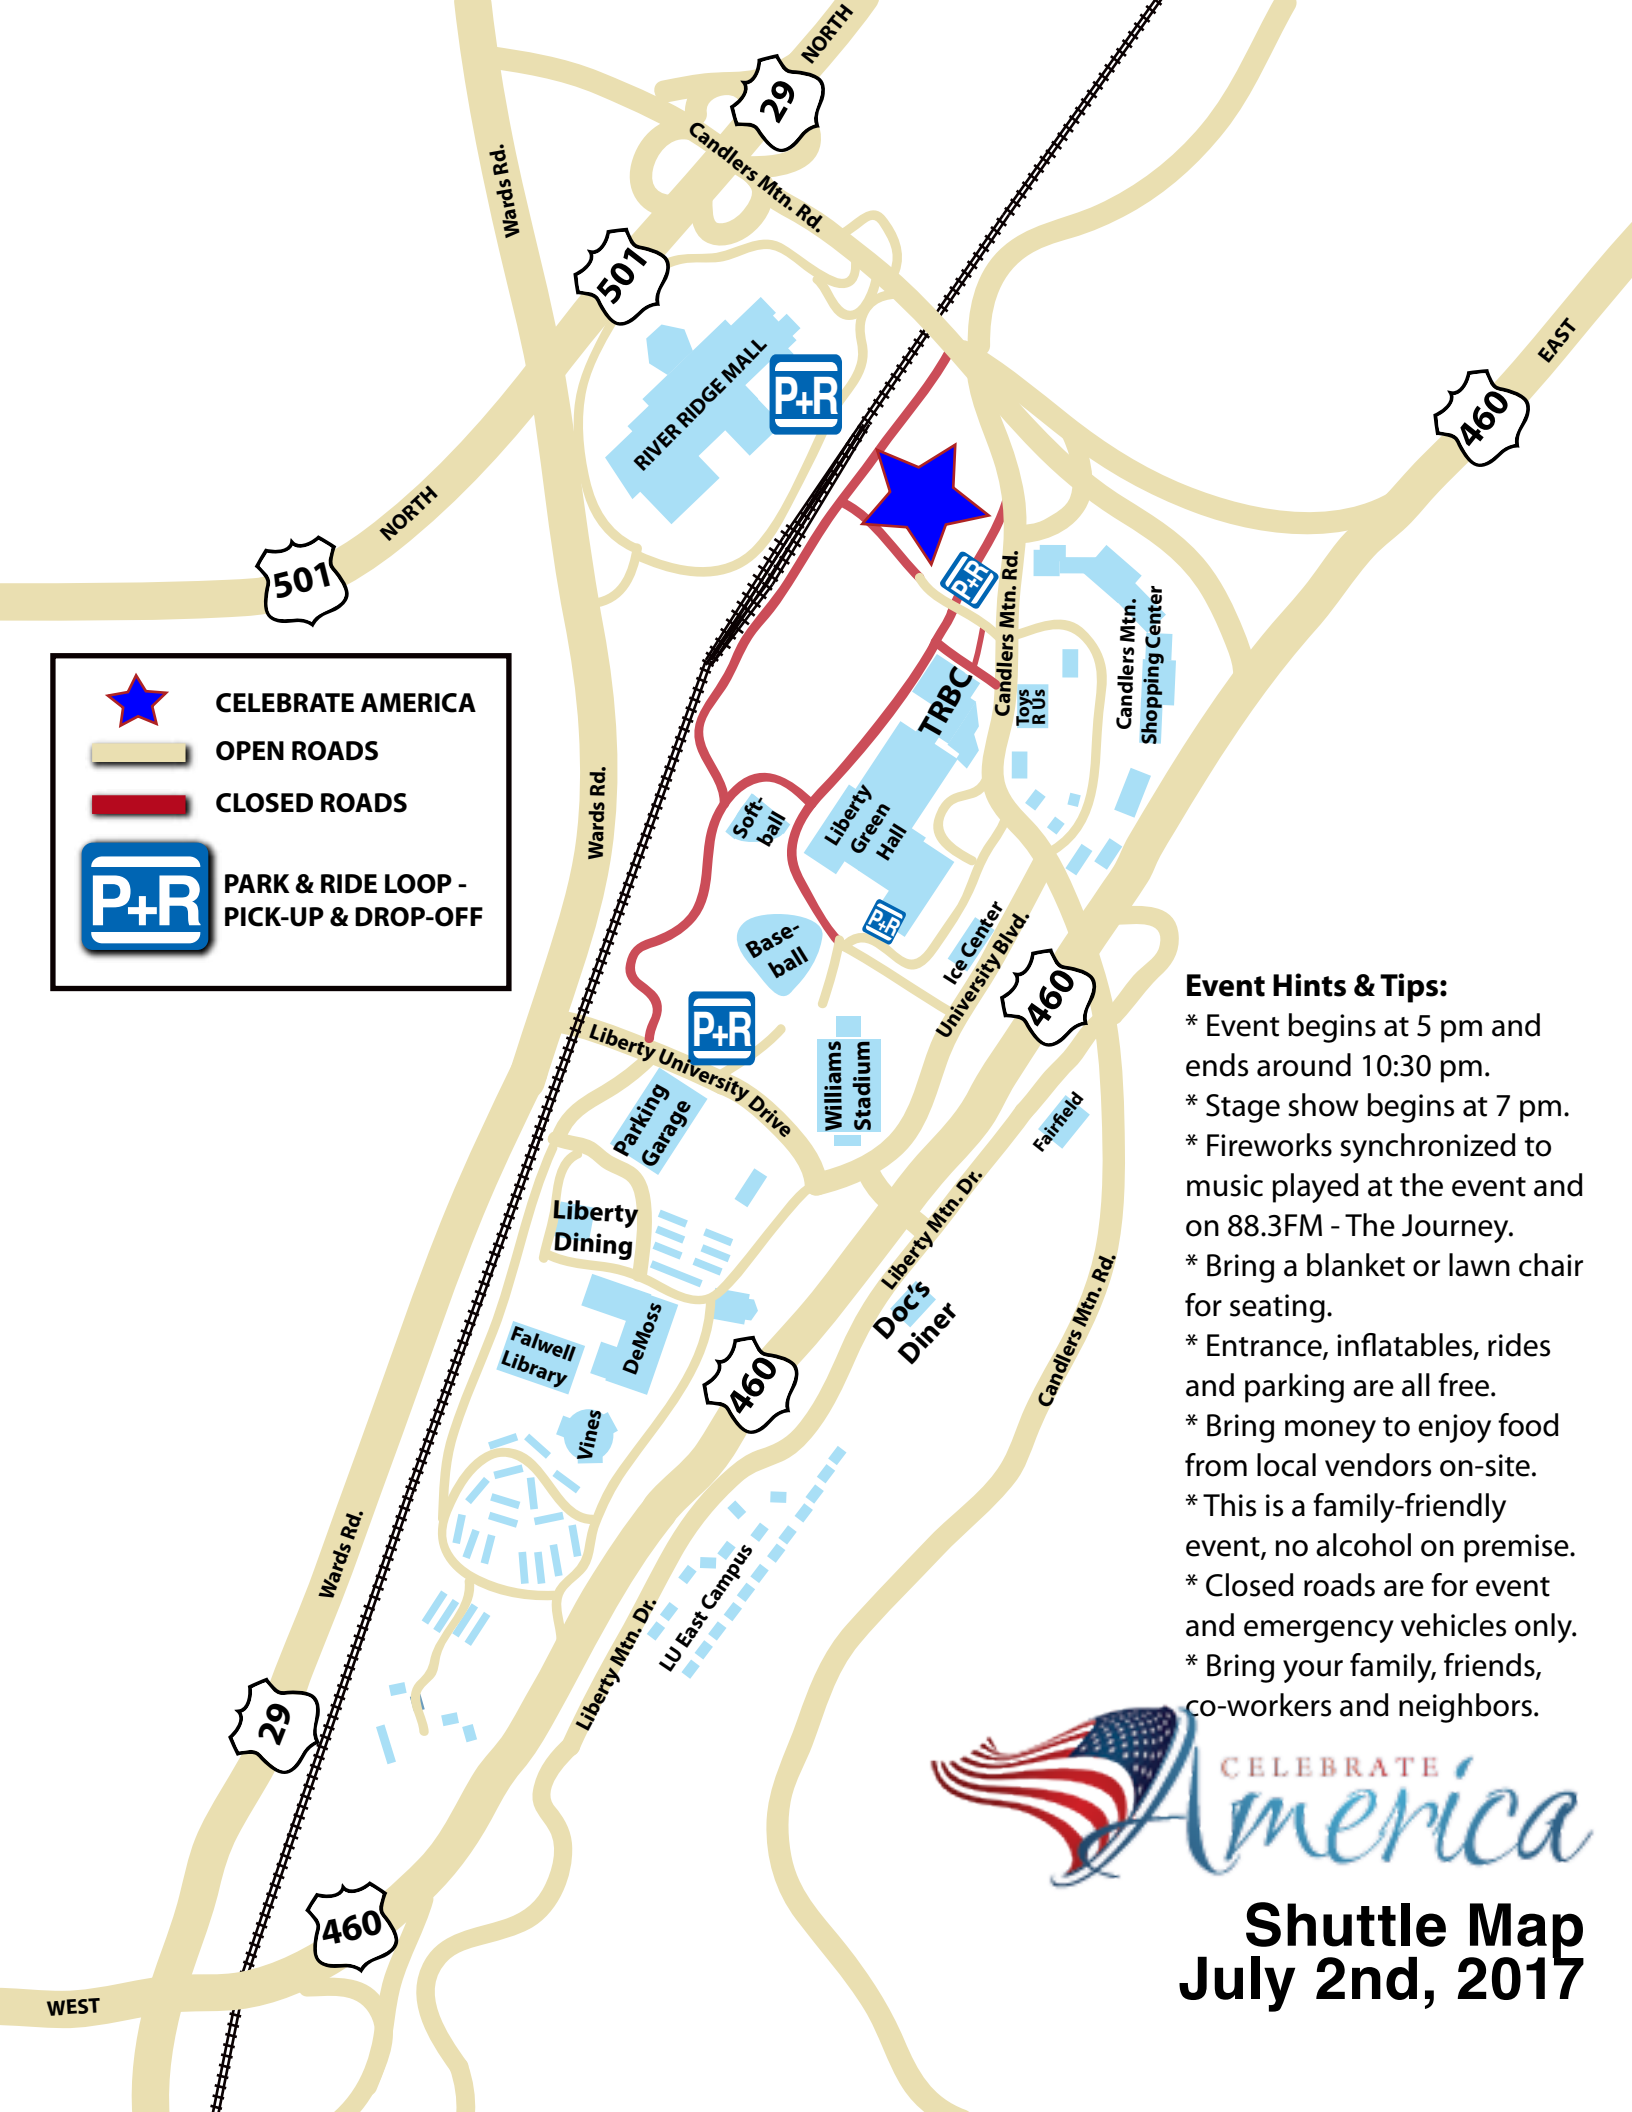 29
NORTH
Candlers Mtn. Rd.
Wards Rd.
501
EAST
460
RIVER RIDGE MALL
P+R
NORTH
501
P+R
Candlers Mtn. Rd.
Candlers Mtn.
Shopping Center
Toys
R Us
TRBC
CELEBRATE AMERICA
OPEN ROADS
CLOSED ROADS
P+R
PARK & RIDE LOOP -
PICK-UP & DROP-OFF
Wards Rd.
Soft-
ball
Liberty
Green
Hall
P+R
Base-
ball
Ice Center
University Blvd.
460
P+R
Liberty University Drive
Williams
Stadium
Parking
Garage
Fairfield
Liberty Mtn. Dr.
Liberty
Dining
Doc's
Diner
Candlers Mtn. Rd.
DeMoss
Falwell
Library
460
Vines
Wards Rd.
LU East Campus
Liberty Mtn. Dr.
29
460
WEST
Event Hints & Tips:
* Event begins at 5 pm and
ends around 10:30 pm.
* Stage show begins at 7 pm.
* Fireworks synchronized to
music played at the event and
on 88.3FM - The Journey.
* Bring a blanket or lawn chair
for seating.
* Entrance, inflatables, rides
and parking are all free.
* Bring money to enjoy food
from local vendors on-site.
* This is a family-friendly
event, no alcohol on premise.
* Closed roads are for event
and emergency vehicles only.
* Bring your family, friends,
co-workers and neighbors.
CELEBRATE
America
Shuttle Map
July 2nd, 2017